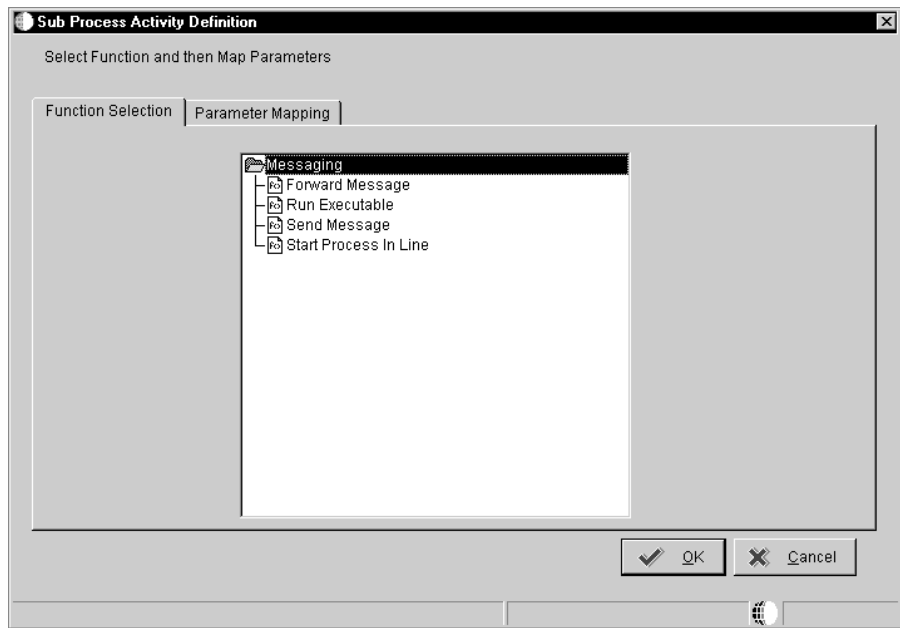 Sub Process Activity Definition
Select Function and then Map Parameters
Function Selection
Parameter Mapping
Messaging
Forward Message
Run Executable
Send Message
Start Process In Line
OK
Cancel